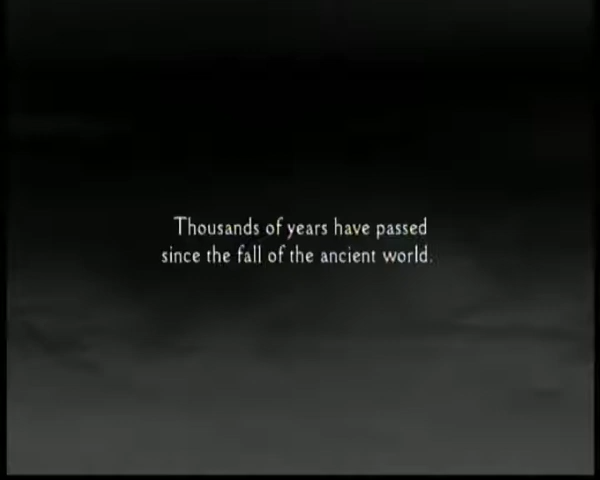 Thousands of years have passed
since the fall of the ancient world.